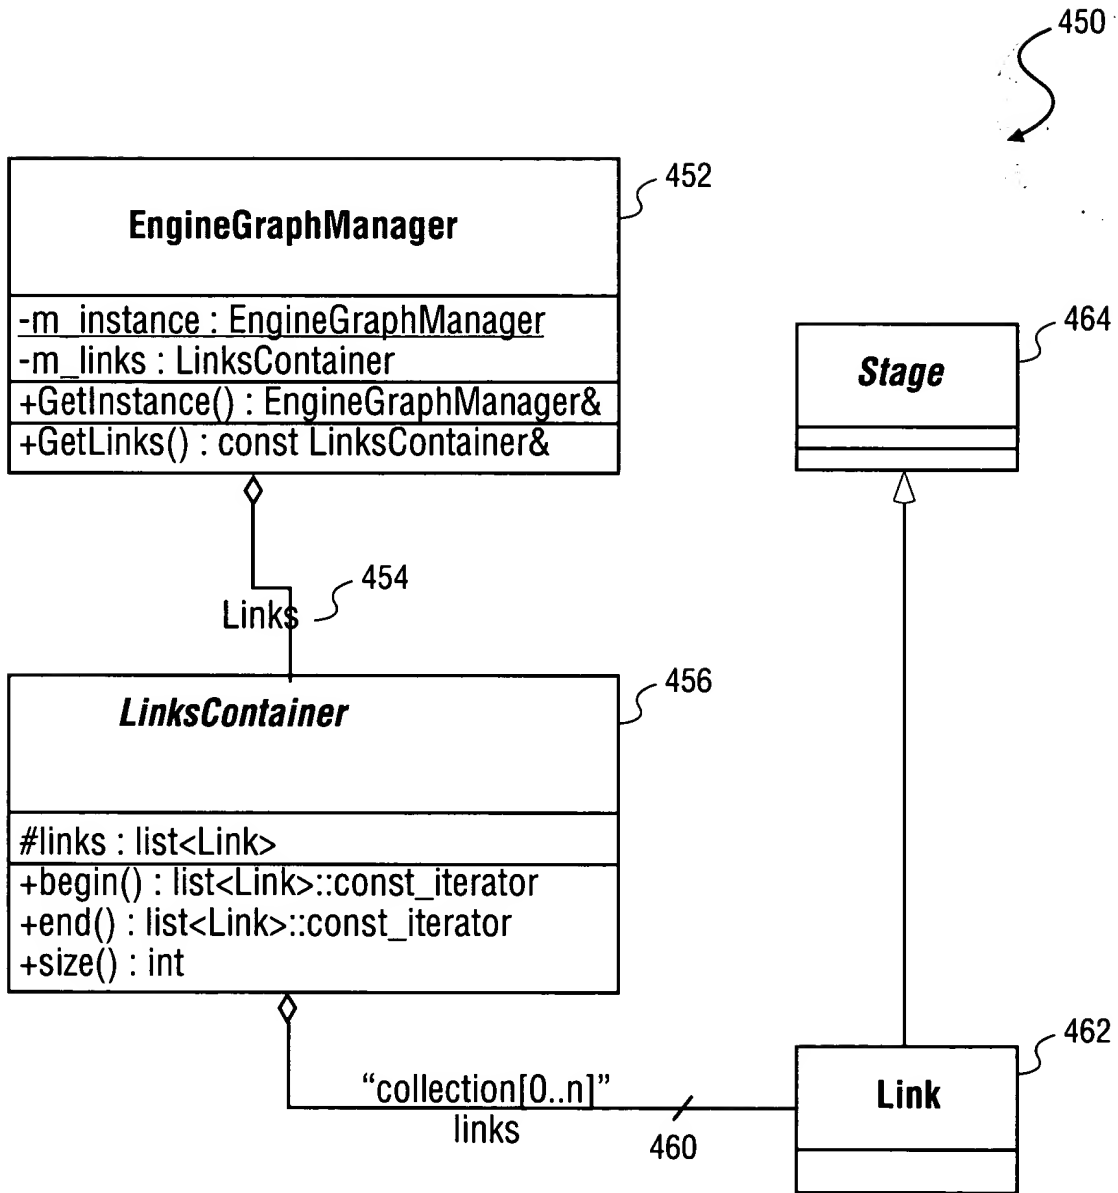 450
452
EngineGraphManager
-m_instance : EngineGraphManager
-m_links : LinksContainer
+GetInstance() : EngineGraphManager&
+GetLinks() : const LinksContainer&
464
Stage
454
Links
456
LinksContainer
#links : list<Link>
+begin() : list<Link>::const_iterator
+end() : list<Link>::const_iterator
+size() : int
462
Link
“collection[0..n]”
links
460